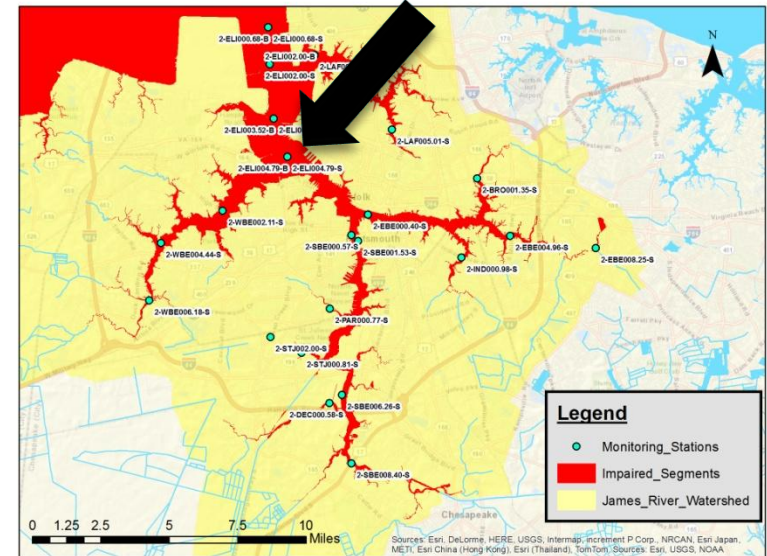 N
2-ELI000.68-B 2-ELI000.68-S
2-ELI002.00-B
2-ELI002.00-S
2-ELI003.52-B
2-LAF005.01-S
2-ELI004.79-B 2-ELI004.79-S
2-BRO001.35-S
2-WBE002.11-S
2-EBE000.40-S
2-SBE000.57-S
2-SBE001.53-S
2-EBE004.96-S
2-EBE008.25-S
2-WBE004.44-S
2-IND000.98-S
2-WBE006.18-S
2-PAR000.77-S
2-STJ002.00-S
2-STJ000.81-S
2-SBE006.26-S
2-DEC000.58-S
2-SBE008.40-S
Chesapeake
Legend
Monitoring_Stations
Impaired_Segments
James_River_Watershed
0 1.25 2.5 5 7.5 10
Miles
Sources: Esri, DeLorme, HERE, USGS, Intermap, increment P Corp., NRCAN, Esri Japan,
METI, Esri China (Hong Kong), Esri (Thailand), TomTom Sources: Esri, USGS, NOAA